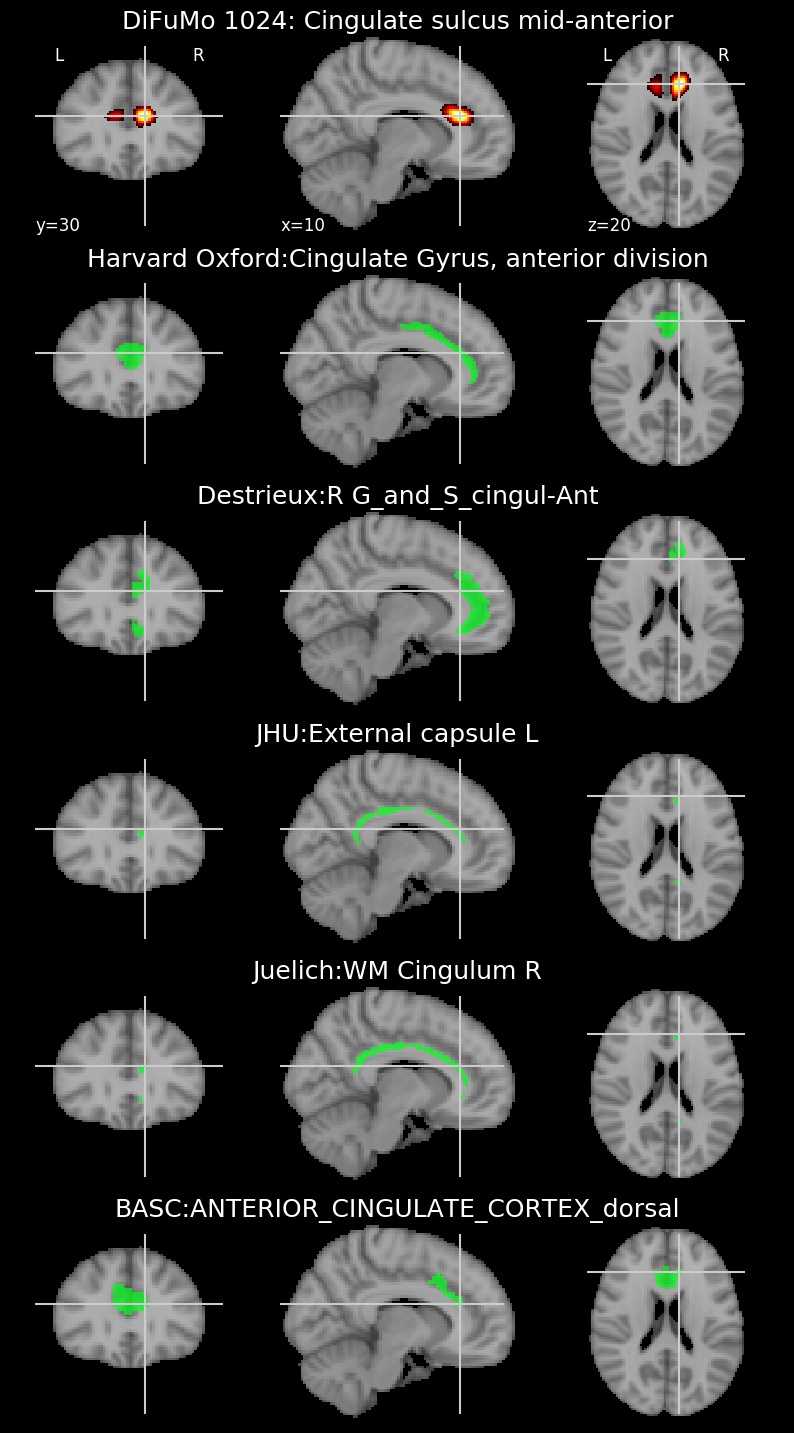 DiFuMo 1024: Cingulate sulcus mid-anterior
L R L R
y=30 x=10 z=20
Harvard Oxford:Cingulate Gyrus, anterior division
Destrieux:R G_and_S_cingul-Ant
JHU:External capsule L
Juelich:WM Cingulum R
BASC:ANTERIOR_CINGULATE_CORTEX_dorsal